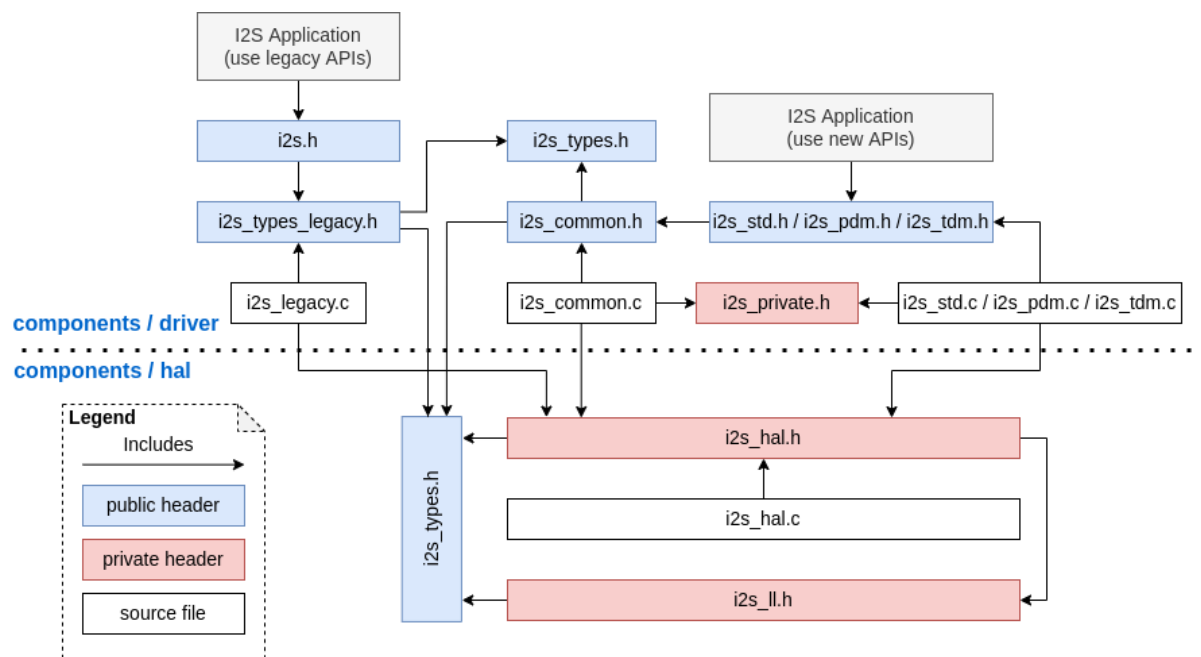 I2S Application
(use legacy APIs)
i2s.h
i2s_types.h
I2S Application
(use new APIs)
i2s_types_legacy.h
i2s_common.h
i2s_std.h / i2s_pdm.h / i2s_tdm.h
i2s_legacy.c
i2s_common.c
i2s_private.h
i2s_std.c / i2s_pdm.c / i2s_tdm.c
components / driver
components / hal
Legend
Includes
public header
private header
source file
i2s_types.h
i2s_hal.h
i2s_hal.c
i2s_ll.h